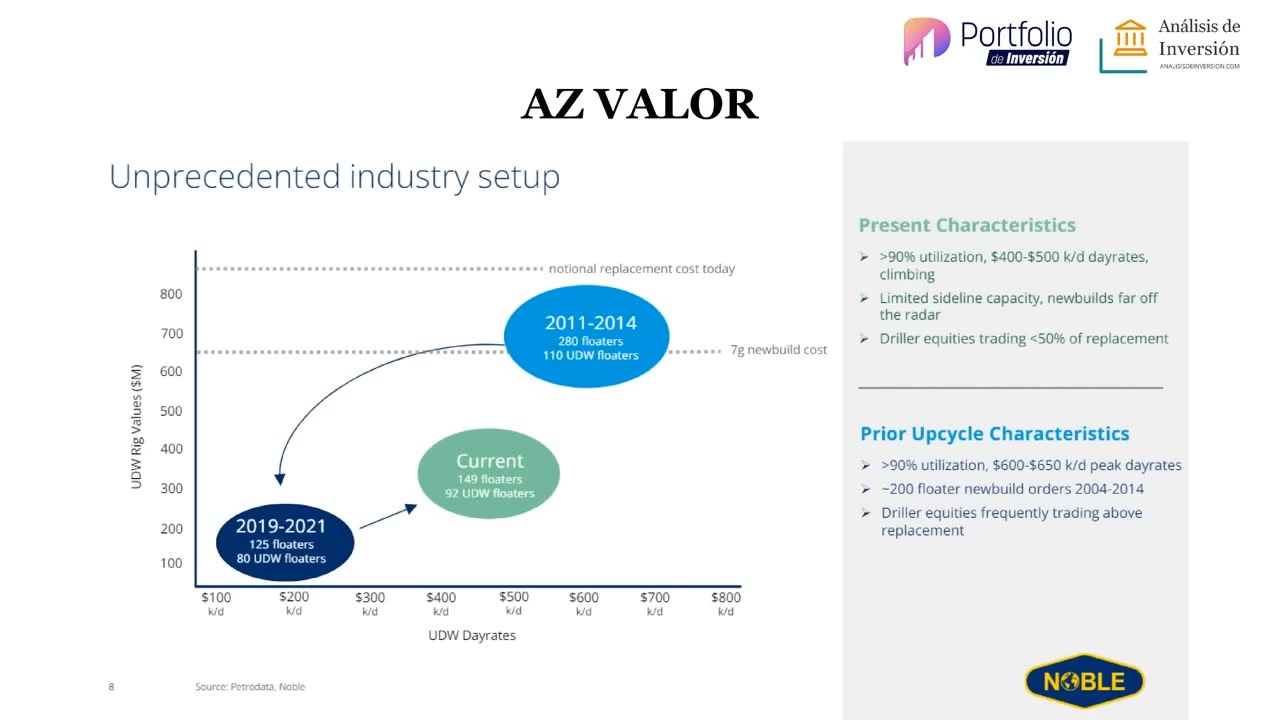 Portfolio
de Inversión
Análisis de
Inversión
ANALISISDEINVERSION.COM
AZ VALOR
Unprecedented industry setup
UDW Rig Values ($M)
800
700
600
500
400
300
200
100
notional replacement cost today
7g newbuild cost
2011-2014
280 floaters
110 UDW floaters
Current
149 floaters
92 UDW floaters
2019-2021
125 floaters
80 UDW floaters
$100 $200 $300 $400 $500 $600 $700 $800
k/d k/d k/d k/d k/d k/d k/d k/d
UDW Dayrates
Present Characteristics
➢ >90% utilization, $400-$500 k/d dayrates,
climbing
➢ Limited sideline capacity, newbuilds far off
the radar
➢ Driller equities trading <50% of replacement
Prior Upcycle Characteristics
➢ >90% utilization, $600-$650 k/d peak dayrates
➢ ~200 floater newbuild orders 2004-2014
➢ Driller equities frequently trading above
replacement
8
Source: Petrodata, Noble
NOBLE